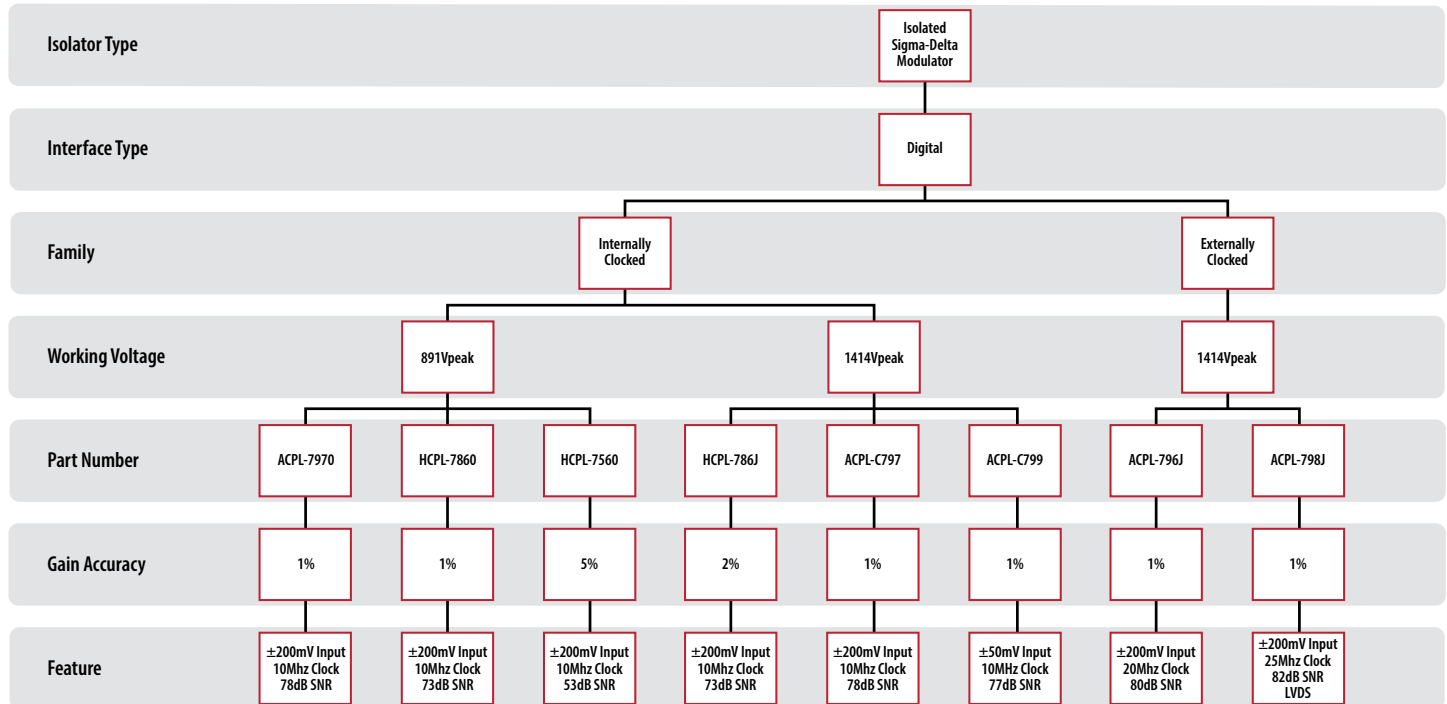 Isolator Type
Isolated
Sigma-Delta
Modulator
Interface Type
Digital
Family
Internally
Clocked
Externally
Clocked
Working Voltage
891Vpeak
1414Vpeak
1414Vpeak
Part Number
ACPL-7970
HCPL-7860
HCPL-7560
HCPL-786J
ACPL-C797
ACPL-C799
ACPL-796J
ACPL-798J
Gain Accuracy
1%
1%
5%
2%
1%
1%
1%
1%
Feature
±200mV Input
10Mhz Clock
78dB SNR
±200mV Input
10Mhz Clock
73dB SNR
±200mV Input
10Mhz Clock
53dB SNR
±200mV Input
10Mhz Clock
73dB SNR
±200mV Input
10Mhz Clock
78dB SNR
±50mV Input
10MHz Clock
77dB SNR
±200mV Input
20Mhz Clock
80dB SNR
±200mV Input
25Mhz Clock
82dB SNR
LVDS